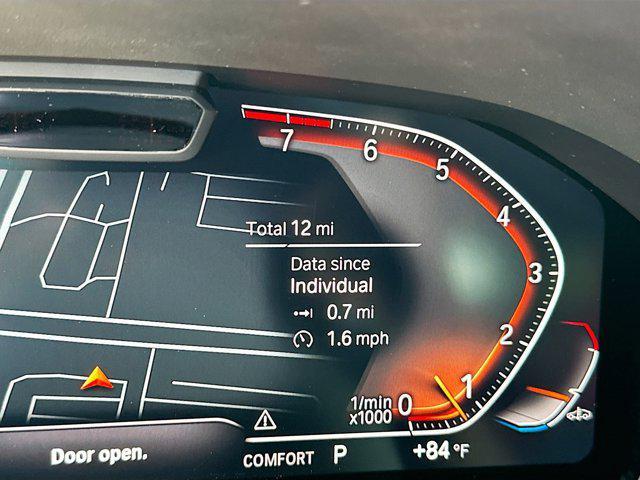 7
6
5
4
3
2
1
0
Total 12 mi
Data since
Individual
0.7 mi
1.6 mph
1/min
x1000
Door open.
COMFORT P +84 °F